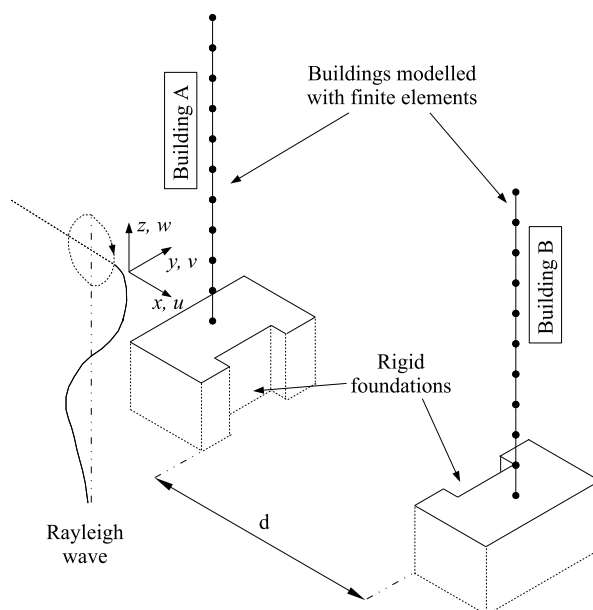 Building A
Buildings modelled
with finite elements
z, w
y, v
x, u
Building B
Rigid
foundations
d
Rayleigh
wave